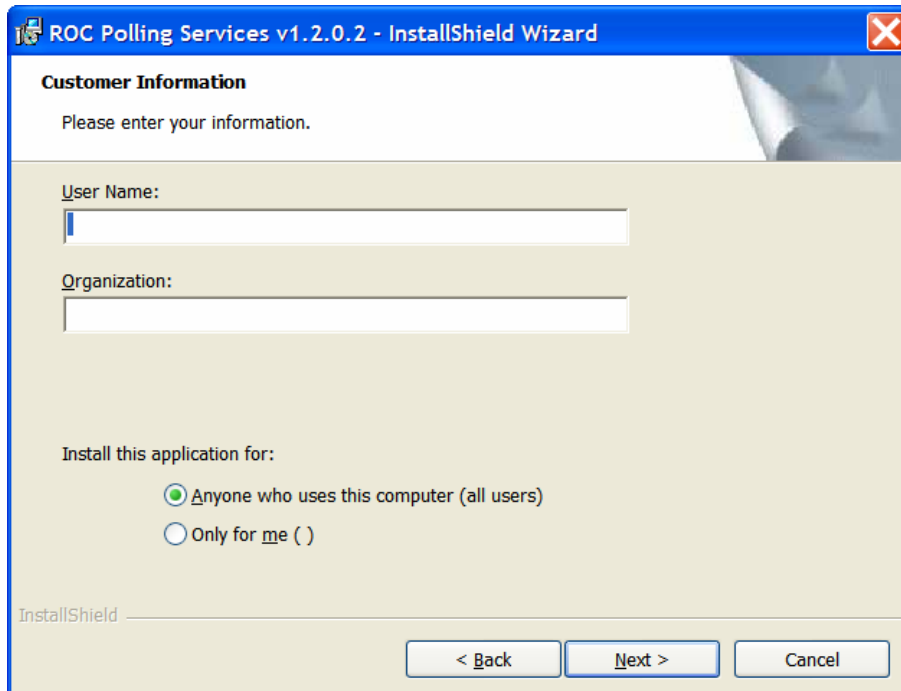 ROC Polling Services v1.2.0.2 - InstallShield Wizard
Customer Information
Please enter your information.
User Name:
Organization:
Install this application for:
Anyone who uses this computer (all users)
Only for me ( )
InstallShield
< Back Next > Cancel